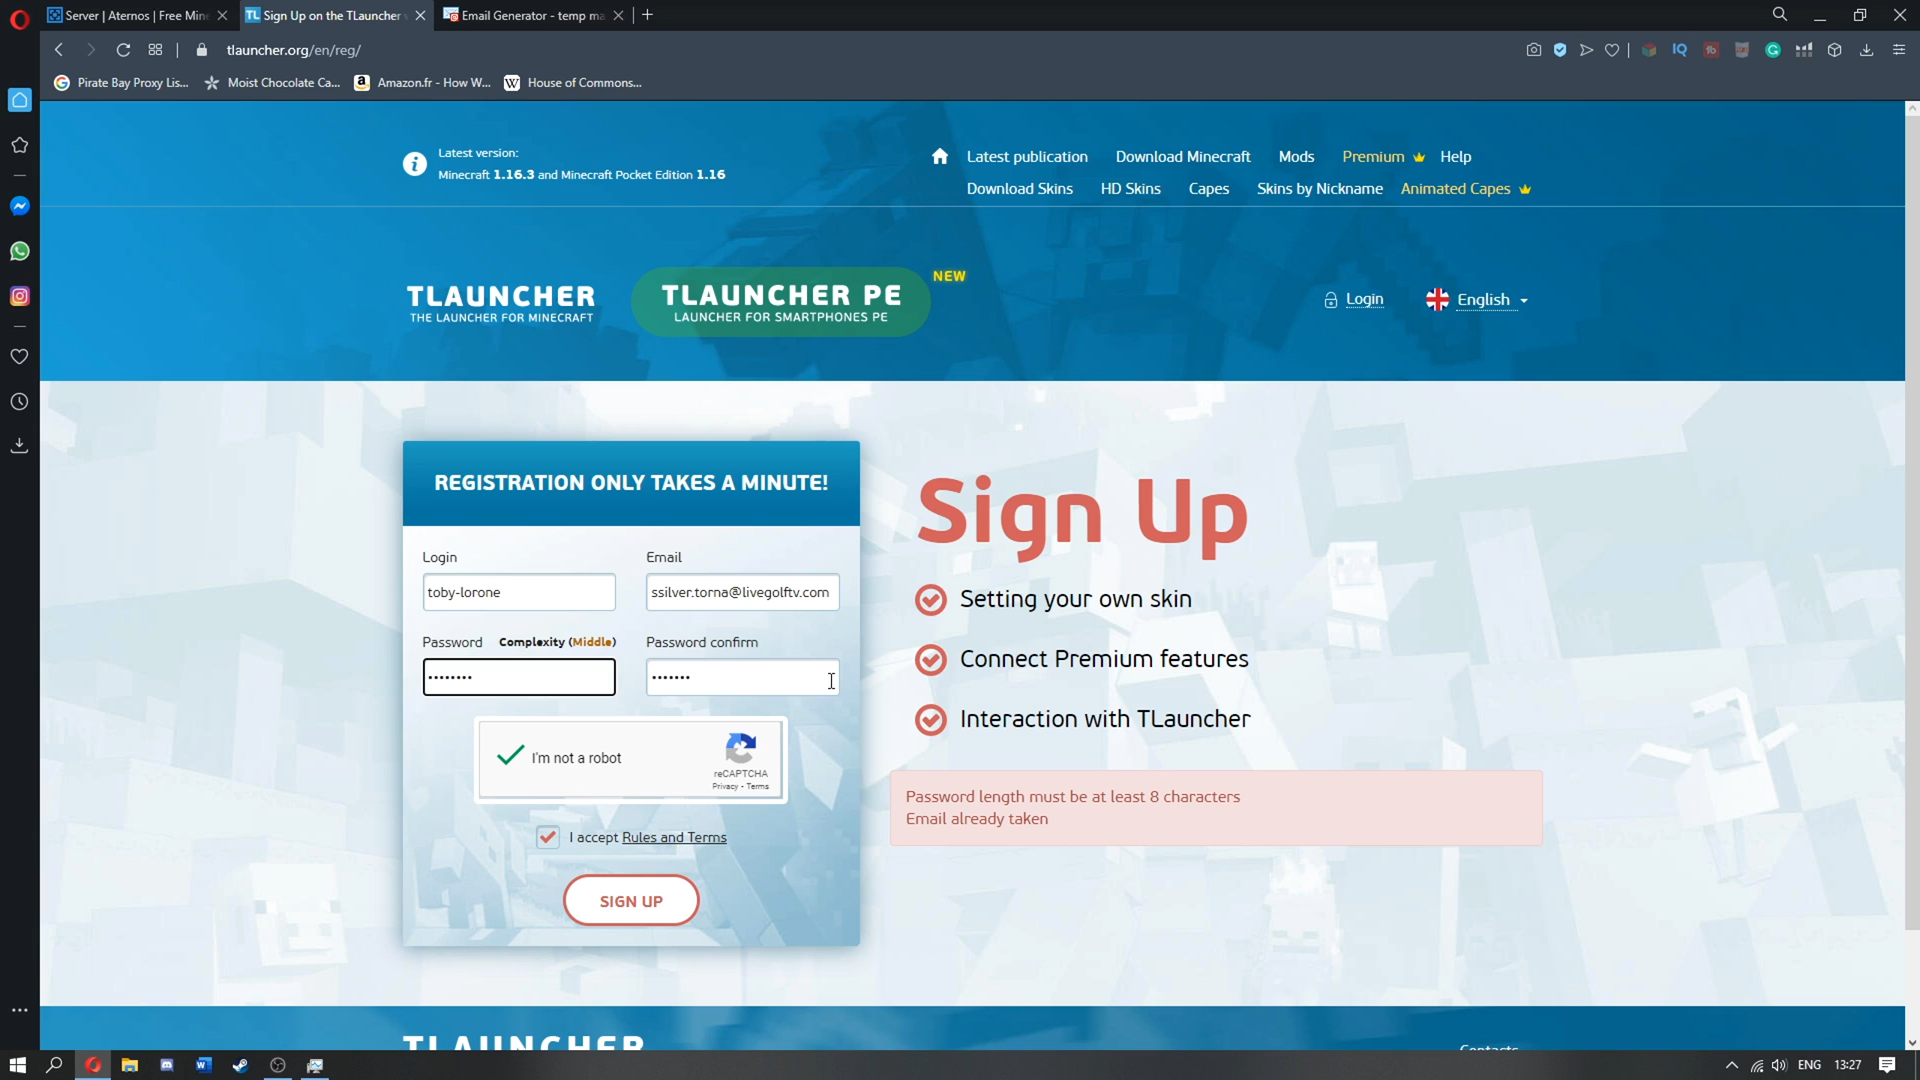 Server | Aternos | Free Mine
Sign Up on the TLauncher
Email Generator - temp ma
tlauncher.org/en/reg/
Pirate Bay Proxy Lis...
Moist Chocolate Ca...
Amazon.fr - How W...
House of Commons...
Latest version:
Minecraft 1.16.3 and Minecraft Pocket Edition 1.16
Latest publication Download Minecraft Mods Premium Help
Download Skins HD Skins Capes Skins by Nickname Animated Capes
TLAUNCHER
THE LAUNCHER FOR MINECRAFT
TLAUNCHER PE
LAUNCHER FOR SMARTPHONES PE
NEW
Login
English
REGISTRATION ONLY TAKES A MINUTE!
Login
Email
toby-lorone
ssilver.torna@livegolftv.com
Password Complexity (Middle)
Password confirm
••••••••
•••••••
I'm not a robot
reCAPTCHA
Privacy - Terms
I accept Rules and Terms
SIGN UP
Sign Up
Setting your own skin
Connect Premium features
Interaction with TLauncher
Password length must be at least 8 characters
Email already taken
TLAUNCHER
Contacts
ENG 13:27